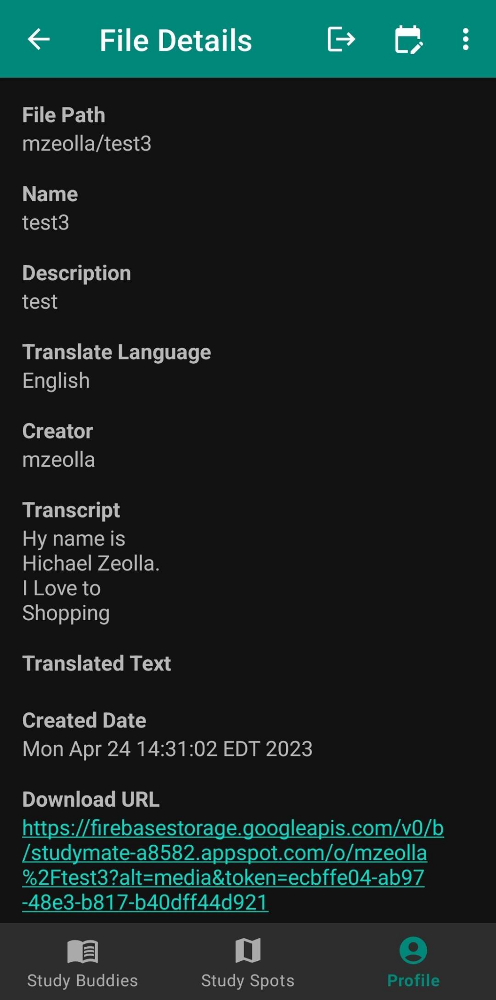 File Details
File Path
mzeolla/test3
Name
test3
Description
test
Translate Language
English
Creator
mzeolla
Transcript
Hy name is
Hichael Zeolla.
I Love to
Shopping
Translated Text
Created Date
Mon Apr 24 14:31:02 EDT 2023
Download URL
https://firebasestorage.googleapis.com/v0/b
/studymate-a8582.appspot.com/o/mzeolla
%2Ftest3?alt=media&token=ecbffe04-ab97
-48e3-b817-b40dff44d921
Study Buddies
Study Spots
Profile